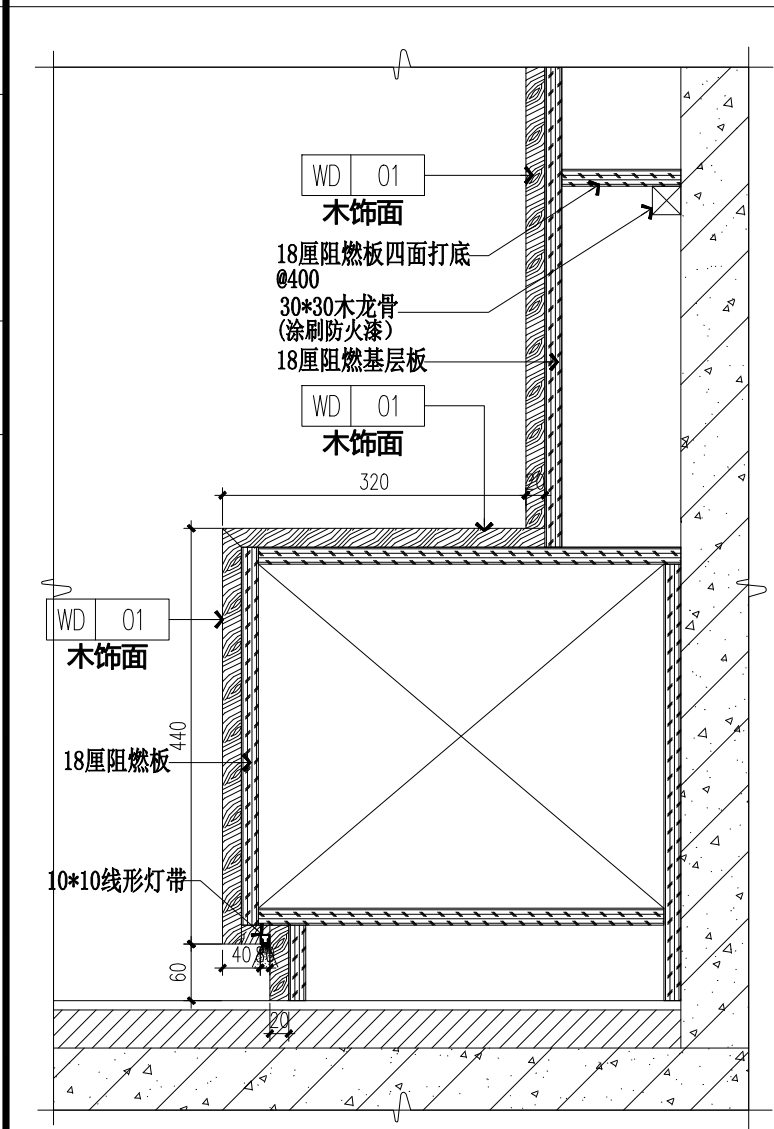 WD 01
木饰面
18厘阻燃板四面打底
@400
30*30木龙骨
(涂刷防火漆)
18厘阻燃基层板
WD 01
木饰面
320
20
WD 01
木饰面
440
18厘阻燃板
10*10线形灯带
40
60
20